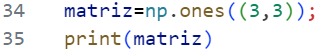 34 matriz=np.ones((3,3));
35 print(matriz)